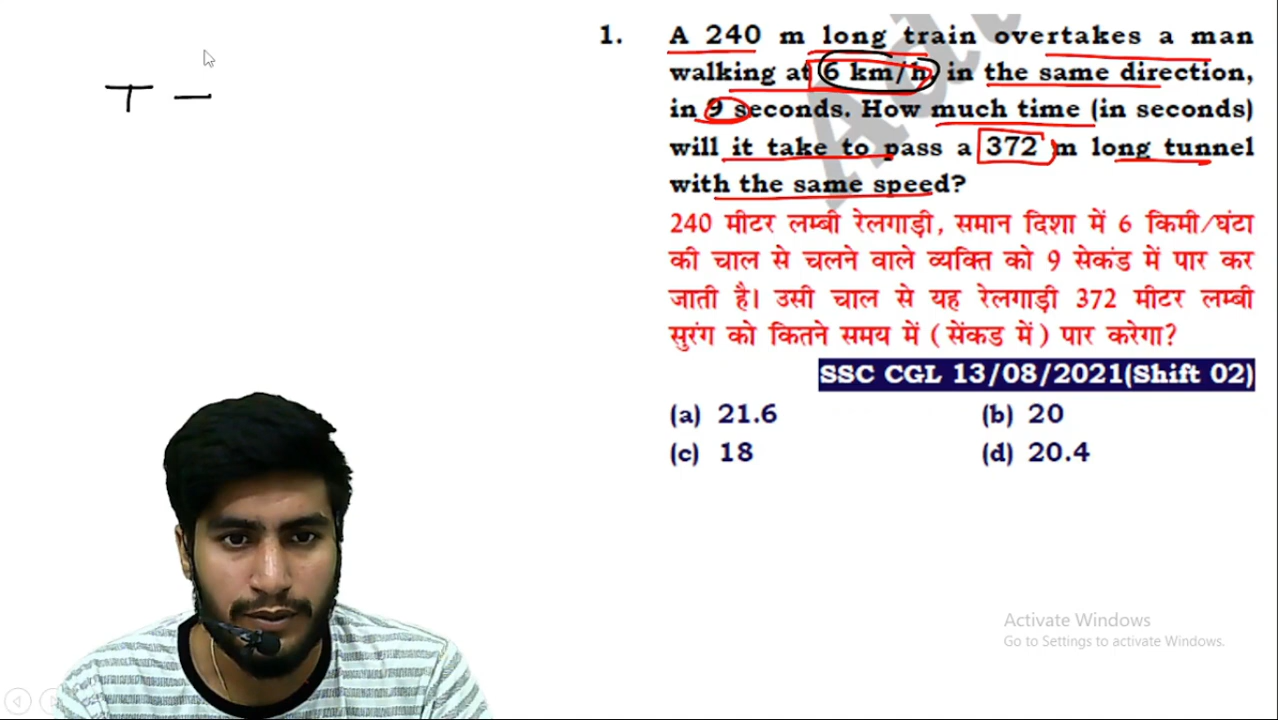 T -
1. A 240 m long train overtakes a man
walking at 6 km/h, in the same direction,
in 9 seconds. How much time (in seconds)
will it take to pass a 372 m long tunnel
with the same speed?
240 मीटर लम्बी रेलगाड़ी, समान दिशा में 6 किमी/घंटा
की चाल से चलने वाले व्यक्ति को 9 सेकंड में पार कर
जाती है। उसी चाल से यह रेलगाड़ी 372 मीटर लम्बी
सुरंग को कितने समय में (सेंकड में) पार करेगा?
SSC CGL 13/08/2021(Shift 02)
(a) 21.6 (b) 20
(c) 18 (d) 20.4
Activate Windows
Go to Settings to activate Windows.